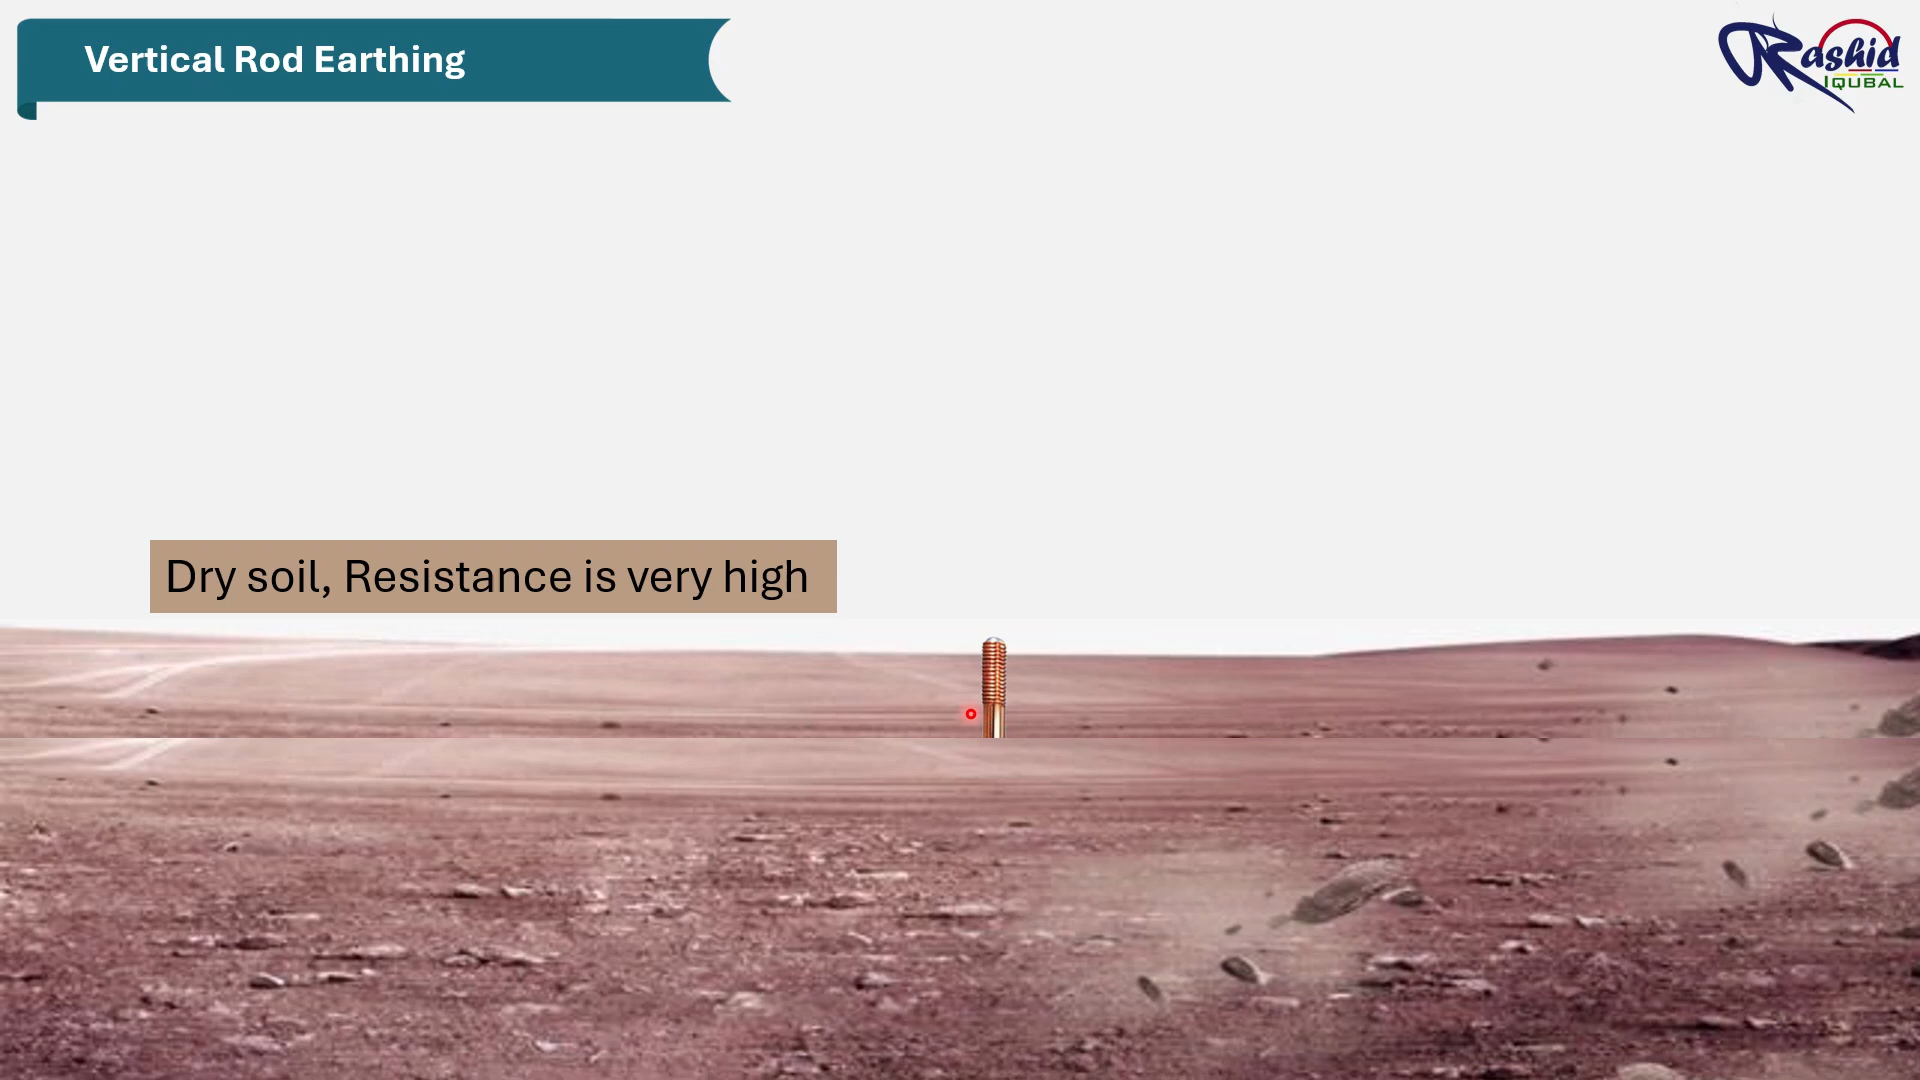 Vertical Rod Earthing
Rashid
IQUBAL
Dry soil, Resistance is very high